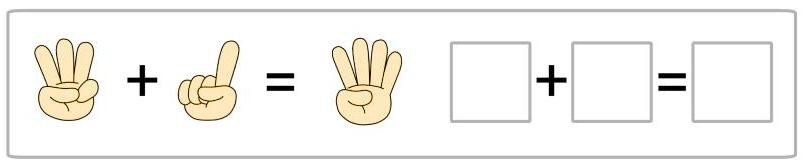 + = + =